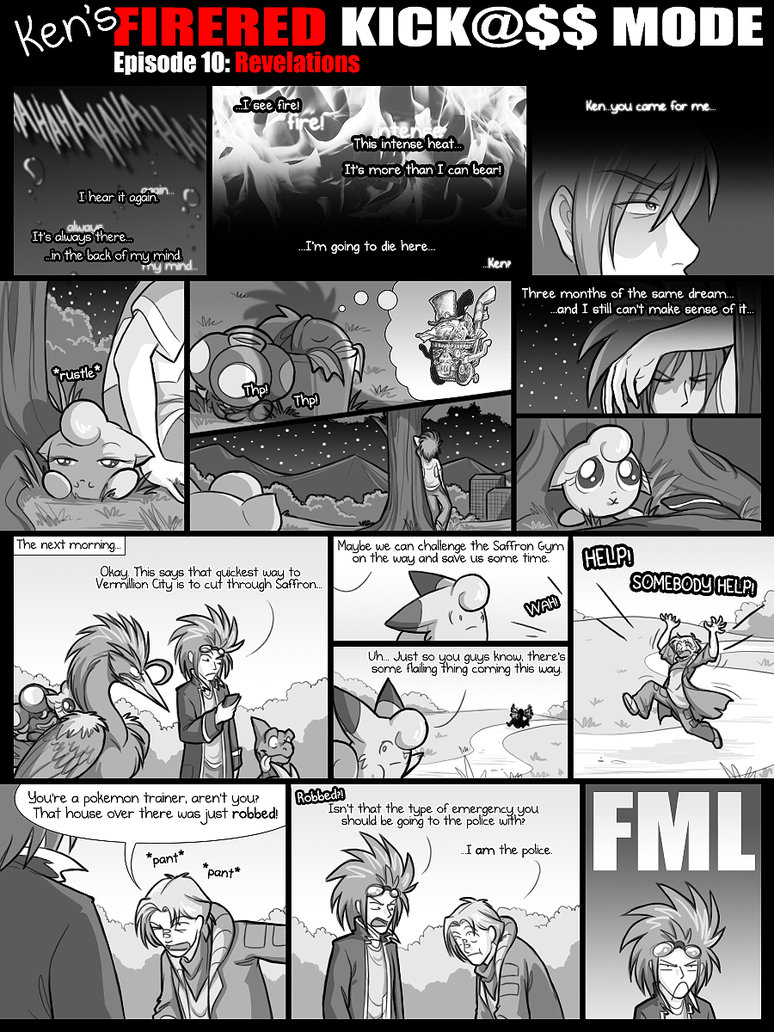 Ken's FIRERED KICK@$$ MODE
Episode 10: Revelations
HAHAHAHAHAHA
I hear it again.
again...
always
It's always there...
...in the back of my mind.
my mind...
...I see fire!
fire!
intense
This intense heat...
It's more than I can bear!
...I'm going to die here...
...Ken?
Ken...you came for me...
*rustle*
Thp!
Thp!
Three months of the same dream...
...and I still can't make sense of it...
The next morning...
Okay. This says that quickest way to
Vermillion City is to cut through Saffron...
Maybe we can challenge the Saffron Gym
on the way and save us some time.
WAH!
Uh... Just so you guys know, there's
some flailing thing coming this way.
HELP!
SOMEBODY HELP!
You're a pokemon trainer, aren't you?
That house over there was just robbed!
*pant*
*pant*
Robbed?!
Isn't that the type of emergency you
should be going to the police with?
...I am the police.
FML